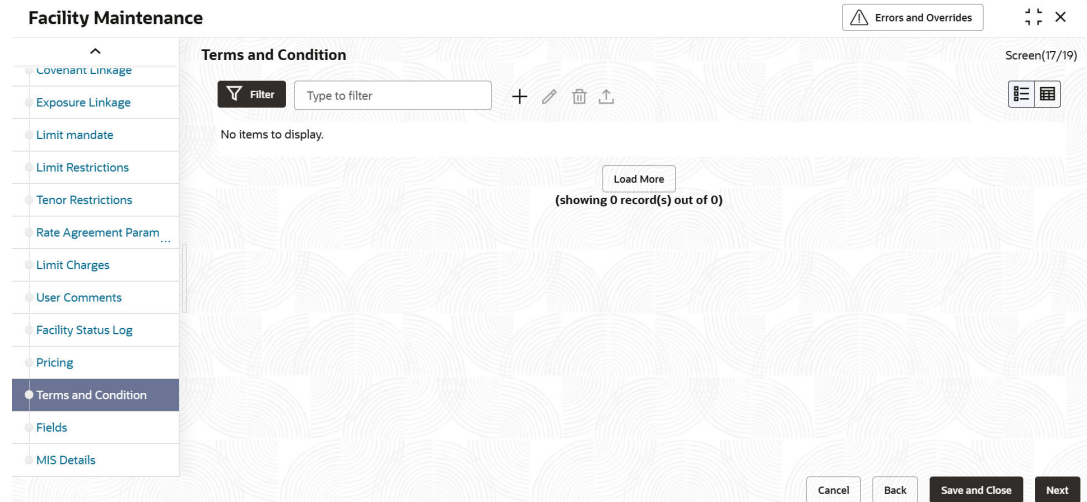 Facility Maintenance
Errors and Overrides
Covenant Linkage
Exposure Linkage
Limit mandate
Limit Restrictions
Tenor Restrictions
Rate Agreement Param
...
Limit Charges
User Comments
Facility Status Log
Pricing
Terms and Condition
Fields
MIS Details
Terms and Condition
Screen(17/19)
Filter
Type to filter
No items to display.
Load More
(showing 0 record(s) out of 0)
Cancel
Back
Save and Close
Next